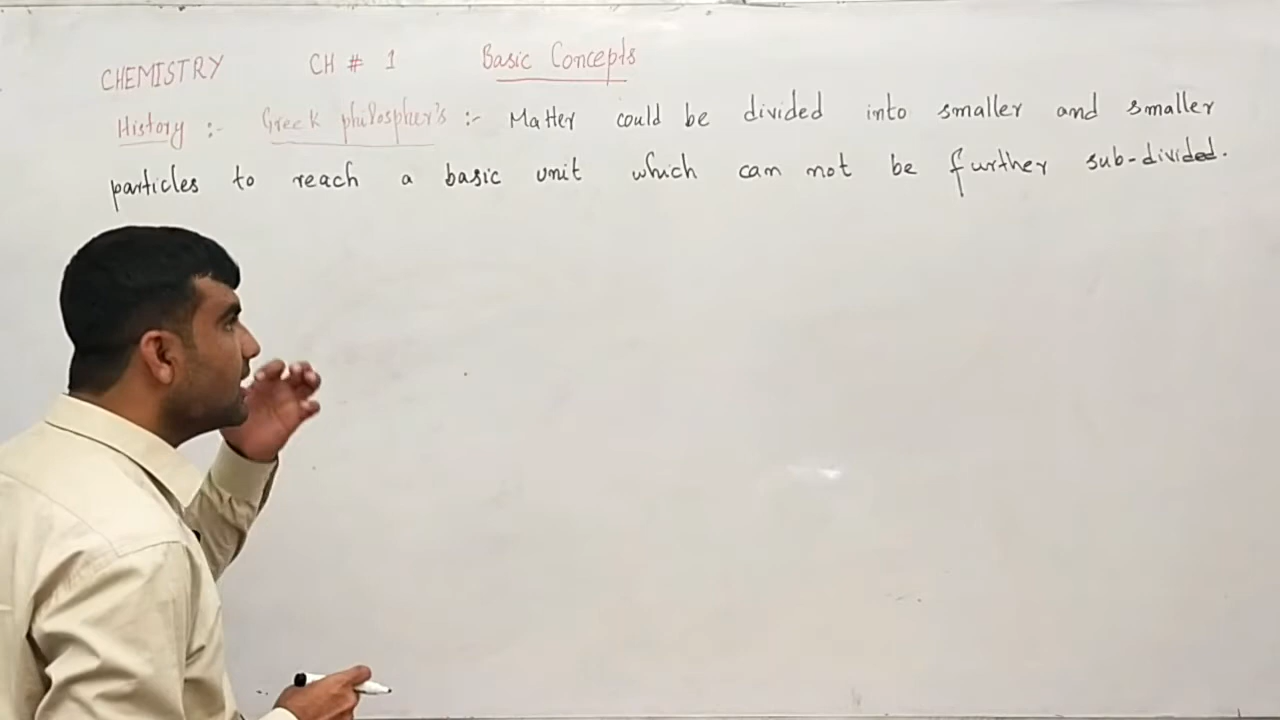 CHEMISTRY CH # 1 Basic Concepts
History :- Greek philospher's :- Matter could be divided into smaller and smaller
particles to reach a basic unit which can not be further sub-divided.